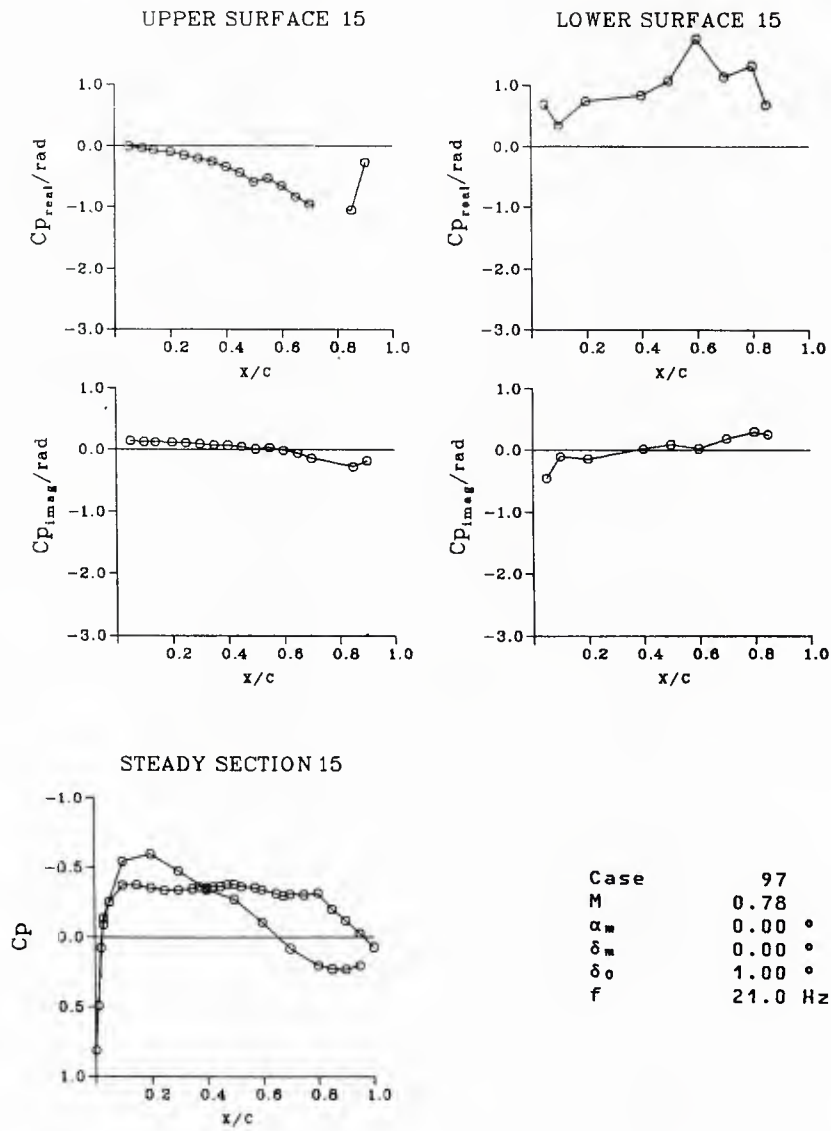 UPPER SURFACE 15
LOWER SURFACE 15
Cp_real/rad
0.0
-1.0
-2.0
-3.0
1.0
0.2 0.4 0.6 0.8 1.0
X/C
Cp_real/rad
1.0
0.0
-1.0
-2.0
-3.0
0.2 0.4 0.6 0.8 1.0
X/C
Cp_imag/rad
1.0
0.0
-1.0
-2.0
-3.0
0.2 0.4 0.6 0.8 1.0
X/C
Cp_imag/rad
1.0
0.0
-1.0
-2.0
-3.0
0.2 0.4 0.6 0.8 1.0
X/C
STEADY SECTION 15
Cp
-1.0
-0.5
0.0
0.5
1.0
0.2 0.4 0.6 0.8 1.0
X/C
Case 97
M 0.78
αm 0.00 °
δm 0.00 °
δ0 1.00 °
f 21.0 Hz